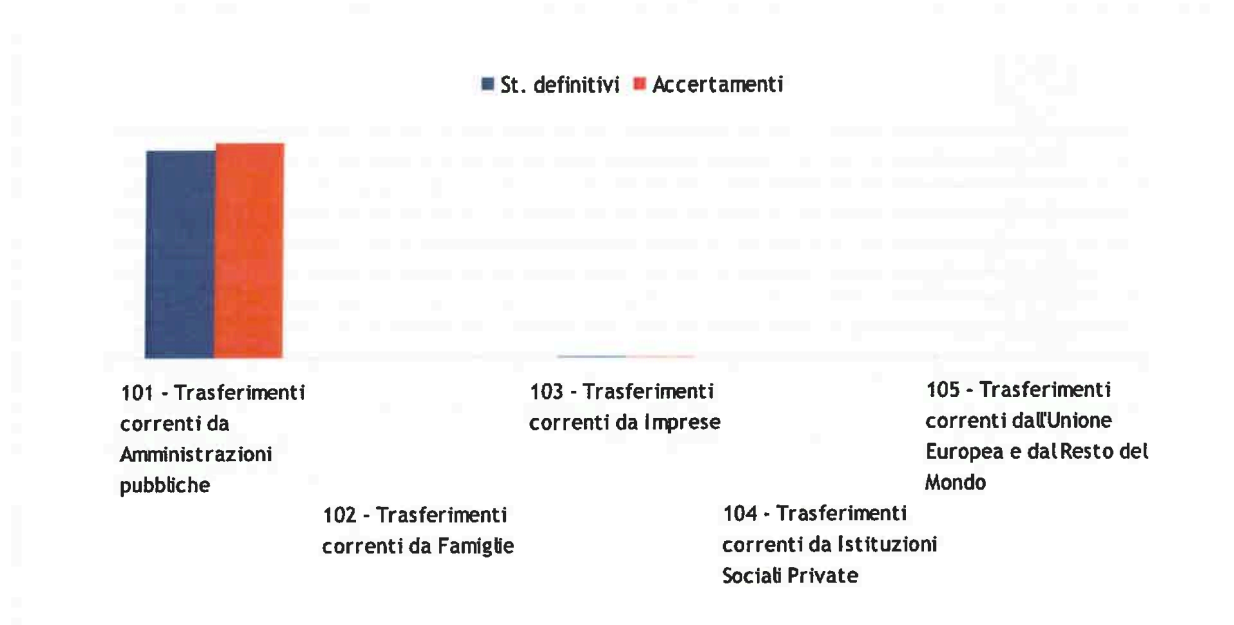 St. definitivi Accertamenti
101 - Trasferimenti
correnti da
Amministrazioni
pubbliche
102 - Trasferimenti
correnti da Famiglie
103 - Trasferimenti
correnti da Imprese
104 - Trasferimenti
correnti da Istituzioni
Sociali Private
105 - Trasferimenti
correnti dall'Unione
Europea e dal Resto del
Mondo